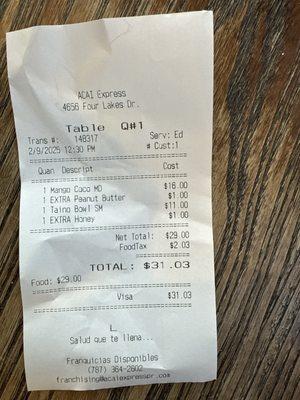 ACAI Express
4656 Four Lakes Dr.
Table Q#1
Trans #: 148317 Serv: Ed
2/9/2025 12:30 PM # Cust:1
Quan Descript Cost
1 Mango Coco MD $16.00
1 EXTRA Peanut Butter $1.00
1 Taino Bowl SM $11.00
1 EXTRA Honey $1.00
Net Total: $29.00
FoodTax $2.03
TOTAL: $31.03
Food: $29.00
Visa $31.03
L
Salud que te llena...
Franquicias Disponibles
(787) 364-2602
franchising@acaiexpresspr.com